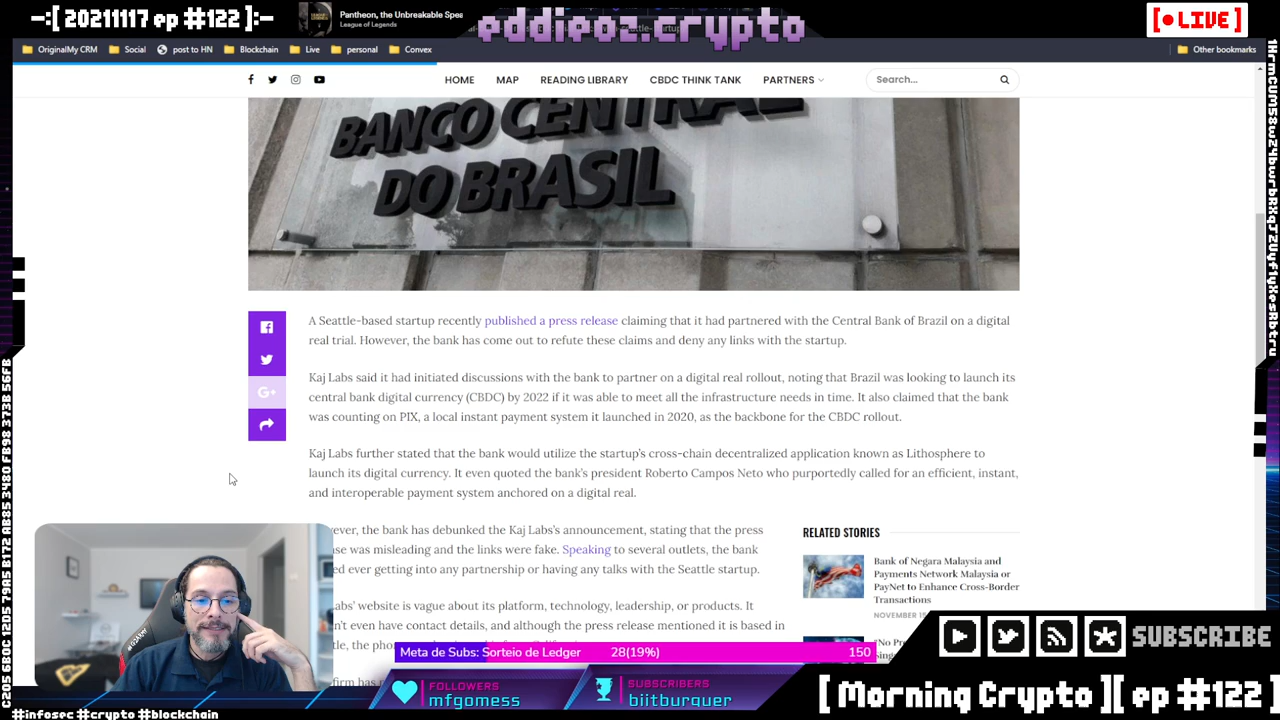 -:[ 20211117 ep #122 ]:-
Pantheon, the Unbreakable Spea
League of Legends
eddieoz.crypto
[● LIVE]
OriginalMy CRM
Social
post to HN
Blockchain
Live
personal
Convex
Other bookmarks
HOME
MAP
READING LIBRARY
CBDC THINK TANK
PARTNERS
Search...
BANCO CENTRAL
DO BRASIL
A Seattle-based startup recently published a press release claiming that it had partnered with the Central Bank of Brazil on a digital
real trial. However, the bank has come out to refute these claims and deny any links with the startup.
Kaj Labs said it had initiated discussions with the bank to partner on a digital real rollout, noting that Brazil was looking to launch its
central bank digital currency (CBDC) by 2022 if it was able to meet all the infrastructure needs in time. It also claimed that the bank
was counting on PIX, a local instant payment system it launched in 2020, as the backbone for the CBDC rollout.
Kaj Labs further stated that the bank would utilize the startup's cross-chain decentralized application known as Lithosphere to
launch its digital currency. It even quoted the bank's president Roberto Campos Neto who purportedly called for an efficient, instant,
and interoperable payment system anchored on a digital real.
ever, the bank has debunked the Kaj Labs's announcement, stating that the press
se was misleading and the links were fake. Speaking to several outlets, the bank
ed ever getting into any partnership or having any talks with the Seattle startup.
abs' website is vague about its platform, technology, leadership, or products. It
n't even have contact details, and although the press release mentioned it is based in
tle, the pho
firm has
RELATED STORIES
Bank of Negara Malaysia and
Payments Network Malaysia or
PayNet to Enhance Cross-Border
Transactions
NOVEMBER 15
"No Pr
Meta de Subs: Sorteio de Ledger
28(19%)
150
FOLLOWERS
mfgomess
SUBSCRIBERS
biitburquer
SUBSCRIBE
[ Morning Crypto ][ ep #122 ]
#infosec #crypto #blockchain